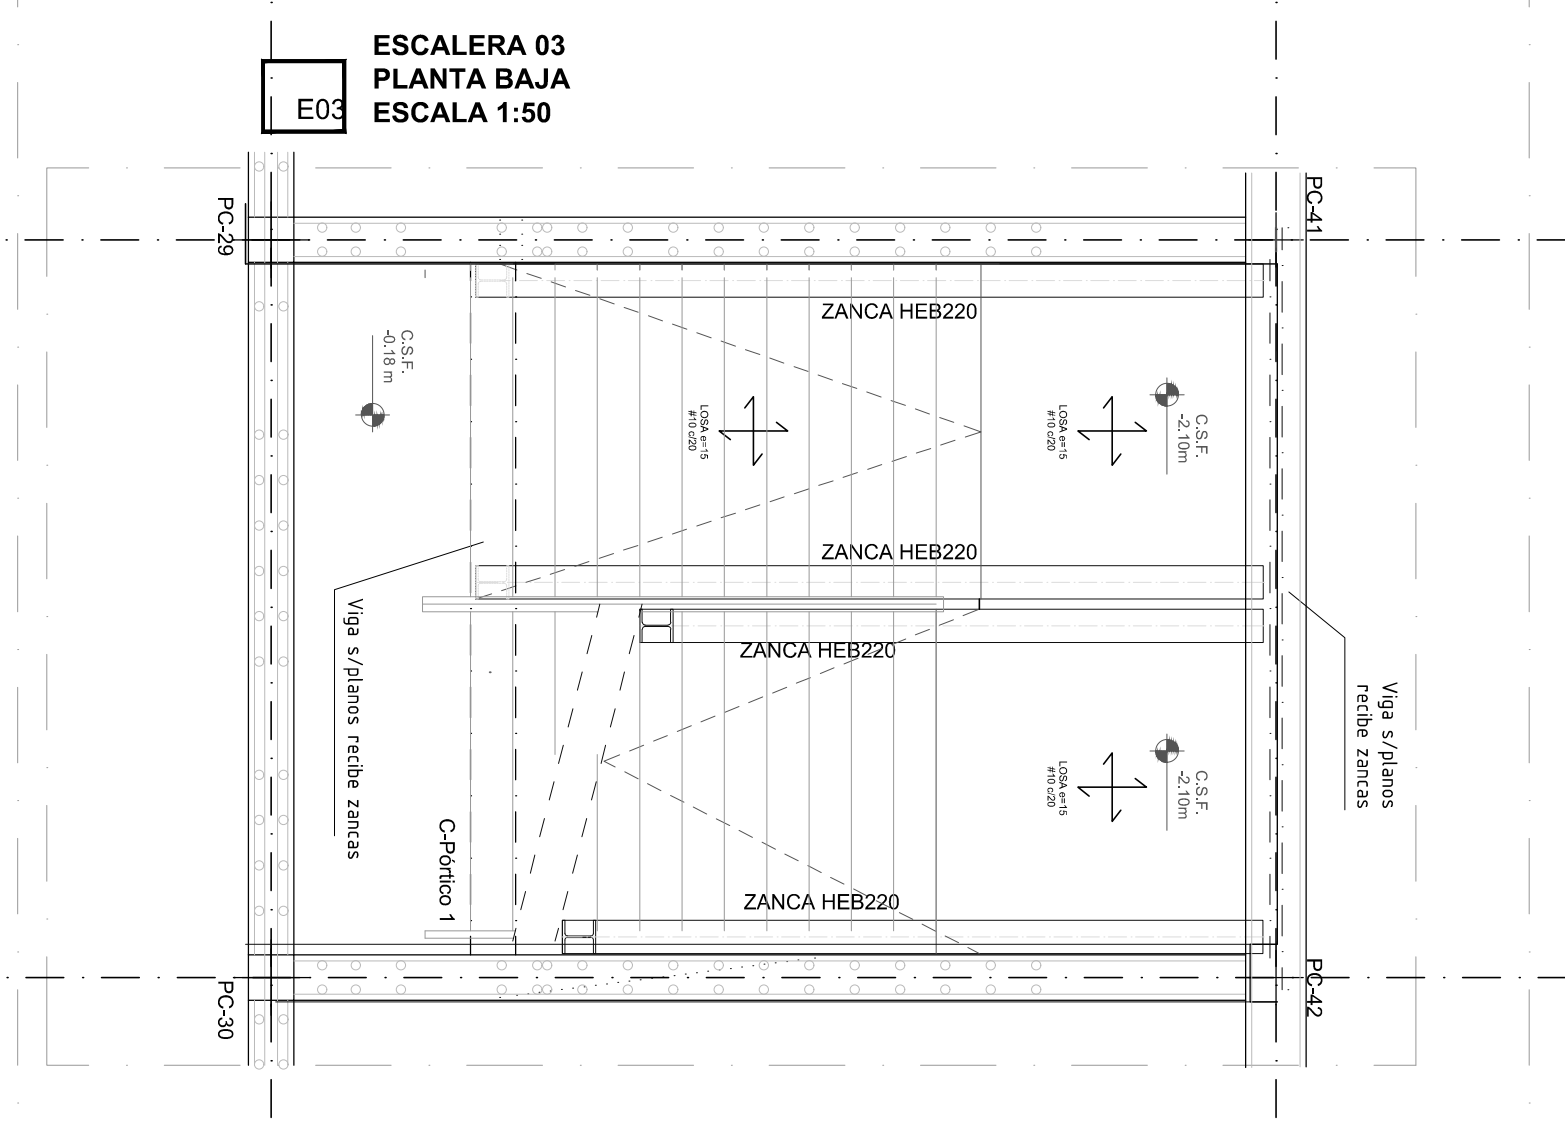 ESCALERA 03
PLANTA BAJA
ESCALA 1:50
E03
PC-29
PC-41
ZANCA HEB220
C.S.F.
-0.18 m
LOSA e=15
#10 c/20
LOSA e=15
#10 c/20
C.S.F.
-2.10m
ZANCA HEB220
Viga s/planos recibe zancas
ZANCA HEB220
Viga s/planos
recibe zancas
LOSA e=15
#10 c/20
C.S.F.
-2.10m
C-Pórtico 1
ZANCA HEB220
PC-30
PC-42